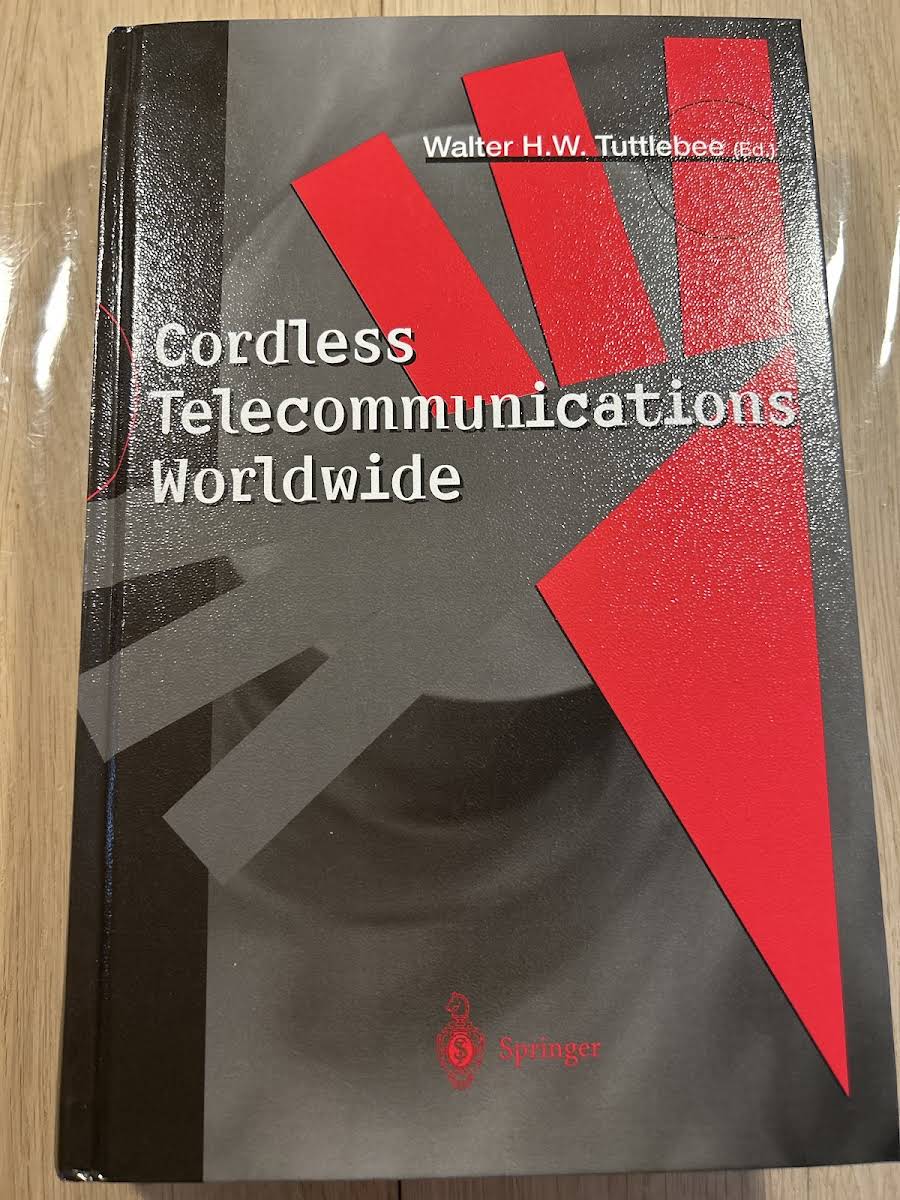 Walter H.W. Tuttlebee (Ed.)
Cordless
Telecommunications
Worldwide
Springer